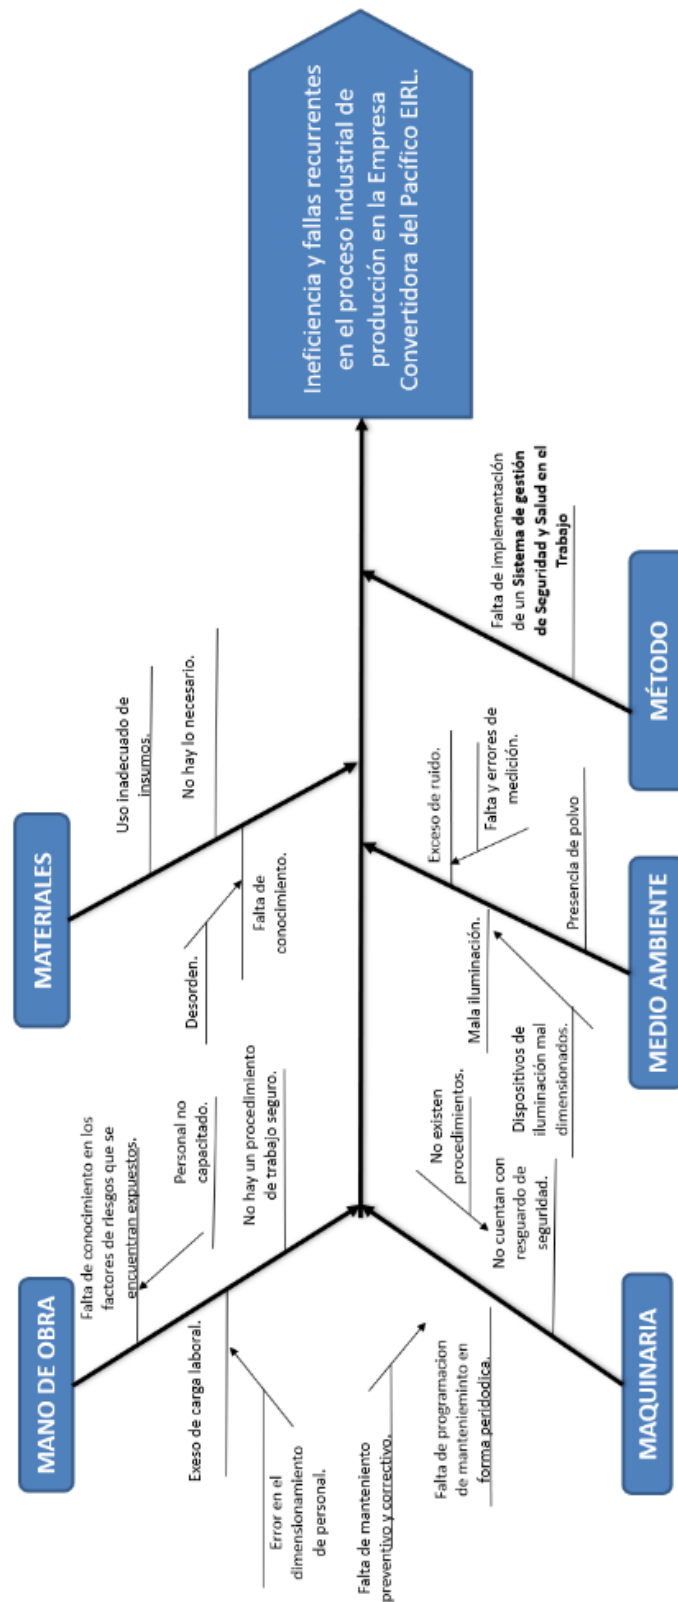 MANO DE OBRA
Falta de conocimiento en los
factores de riesgos que se
encuentran expuestos.
Personal no
capacitado.
No hay un procedimiento
de trabajo seguro.
Exeso de carga laboral.
Error en el
dimensionamiento
de personal.
MATERIALES
Uso inadecuado de
insumos.
No hay lo necesario.
Desorden.
Falta de
conocimiento.
Ineficiencia y fallas recurrentes
en el proceso industrial de
producción en la Empresa
Convertidora del Pacífico EIRL.
MAQUINARIA
Falta de manteniento
preventivo y correctivo.
Falta de programacion
de mantenieminto en
forma peridodica.
No existen
procedimientos.
No cuentan con
resguardo de
seguridad.
MEDIO AMBIENTE
Mala iluminación.
Dispositivos de
iluminación mal
dimensionados.
Exceso de ruido.
Falta y errores de
medición.
Presencia de polvo
MÉTODO
Falta de implementación
de un Sistema de gestión
de Seguridad y Salud en el
Trabajo